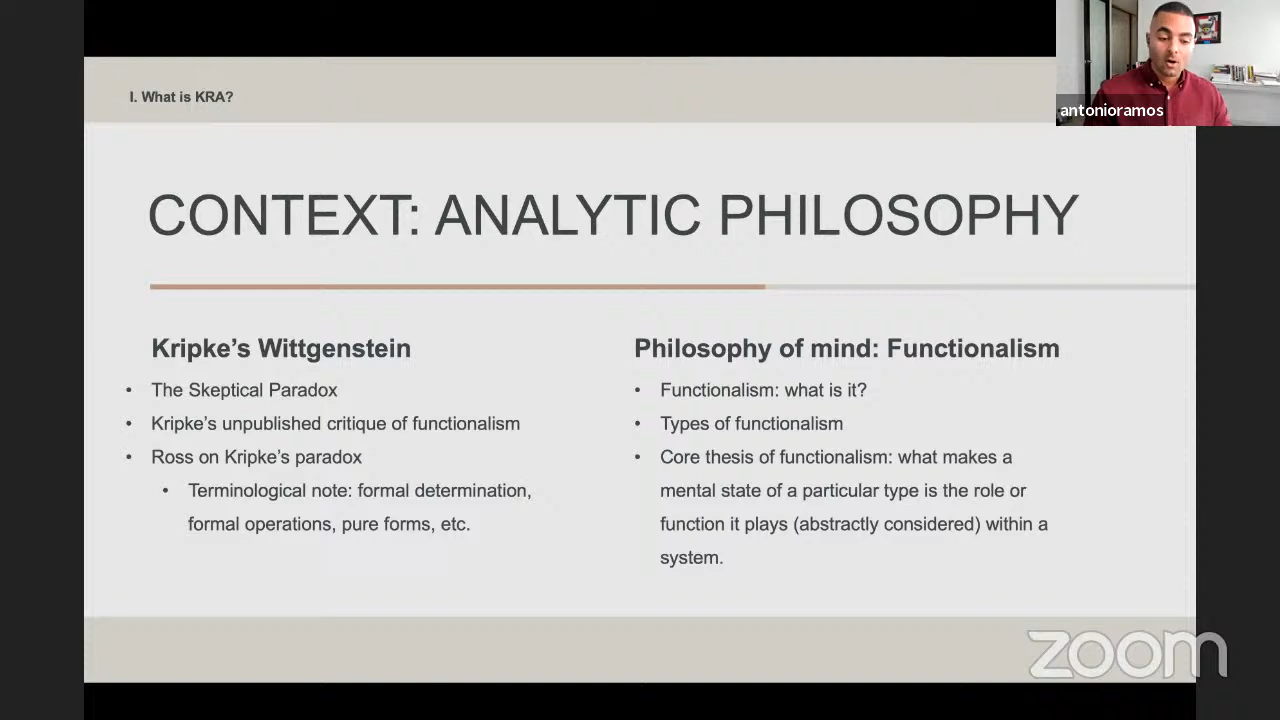 I. What is KRA?
antonioramos
CONTEXT: ANALYTIC PHILOSOPHY
Kripke’s Wittgenstein
• The Skeptical Paradox
• Kripke’s unpublished critique of functionalism
• Ross on Kripke’s paradox
• Terminological note: formal determination,
formal operations, pure forms, etc.
Philosophy of mind: Functionalism
• Functionalism: what is it?
• Types of functionalism
• Core thesis of functionalism: what makes a
mental state of a particular type is the role or
function it plays (abstractly considered) within a
system.
zoom